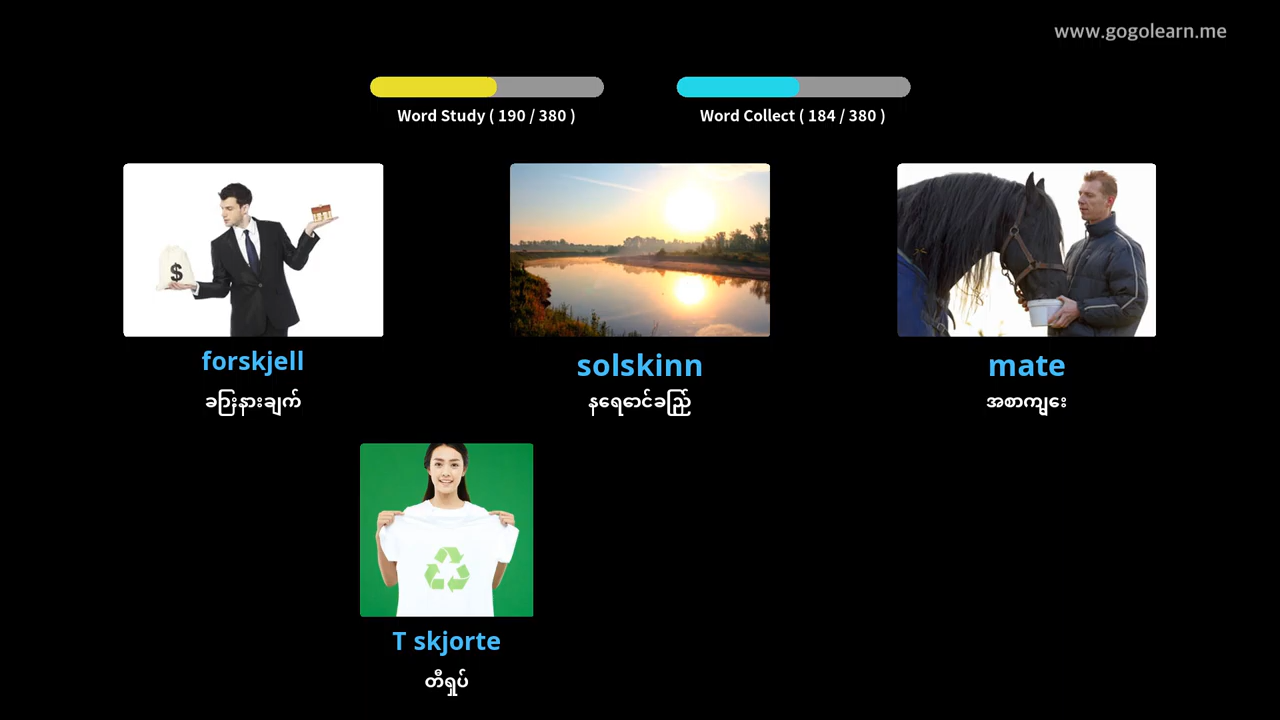 www.gogolearn.me
Word Study ( 190 / 380 )
Word Collect ( 184 / 380 )
forskjell
solskinn
mate
ခြားနားချက်
နေရောင်ခြည်
အစာကျွေး
$
T skjorte
တီရှပ်